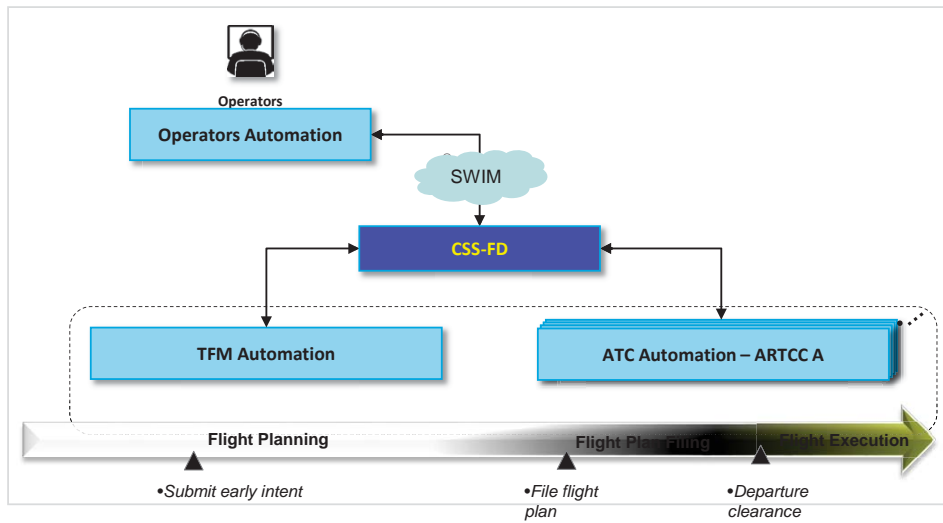 Operators
Operators Automation
SWIM
CSS-FD
TFM Automation
ATC Automation – ARTCC A
Flight Planning
Flight Plan Filing
Flight Execution
•Submit early intent
•File flight
plan
•Departure
clearance